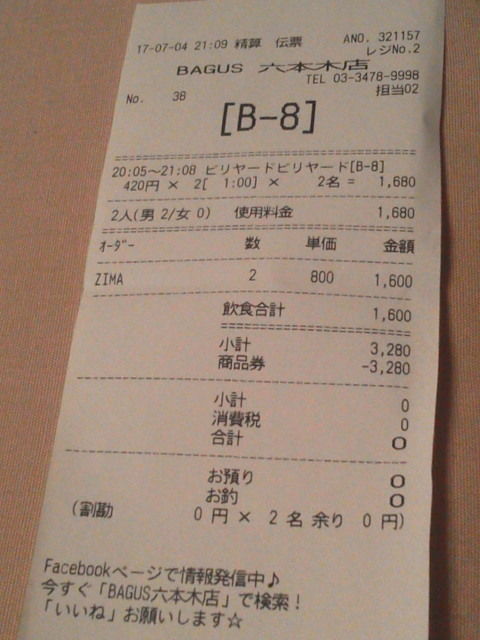 17-07-04 21:09 精算 伝票 ANO. 321157
レジNo.2
BAGUS 六本木店
TEL 03-3478-9998
No. 38 担当02
[B-8]
20:05～21:08 ビリヤードビリヤード[B-8]
420円 × 2[ 1:00] × 2名 = 1,680
2人(男 2/女 0) 使用料金 1,680
ｵｰﾀﾞｰ 数 単価 金額
ZIMA 2 800 1,600
飲食合計 1,600
小計 3,280
商品券 -3,280
小計 0
消費税 0
合計 0
お預り 0
お釣 0
(割勘 0 円 × 2 名 余り 0 円)
Facebookページで情報発信中♪
今すぐ「BAGUS六本木店」で検索！
「いいね」お願いします☆